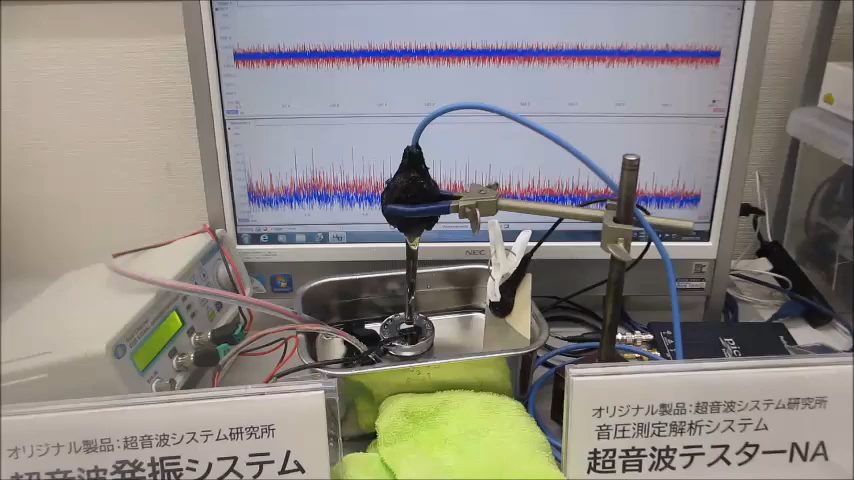 NEC
pico
オリジナル製品:超音波システム研究所
超音波発振システム
オリジナル製品:超音波システム研究所
音圧測定解析システム
超音波テスターNA